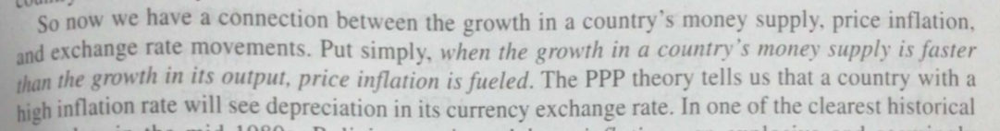 So now we have a connection between the growth in a country's money supply, price inflation,
and exchange rate movements. Put simply, when the growth in a country's money supply is faster
than the growth in its output, price inflation is fueled. The PPP theory tells us that a country with a
high inflation rate will see depreciation in its currency exchange rate. In one of the clearest historical